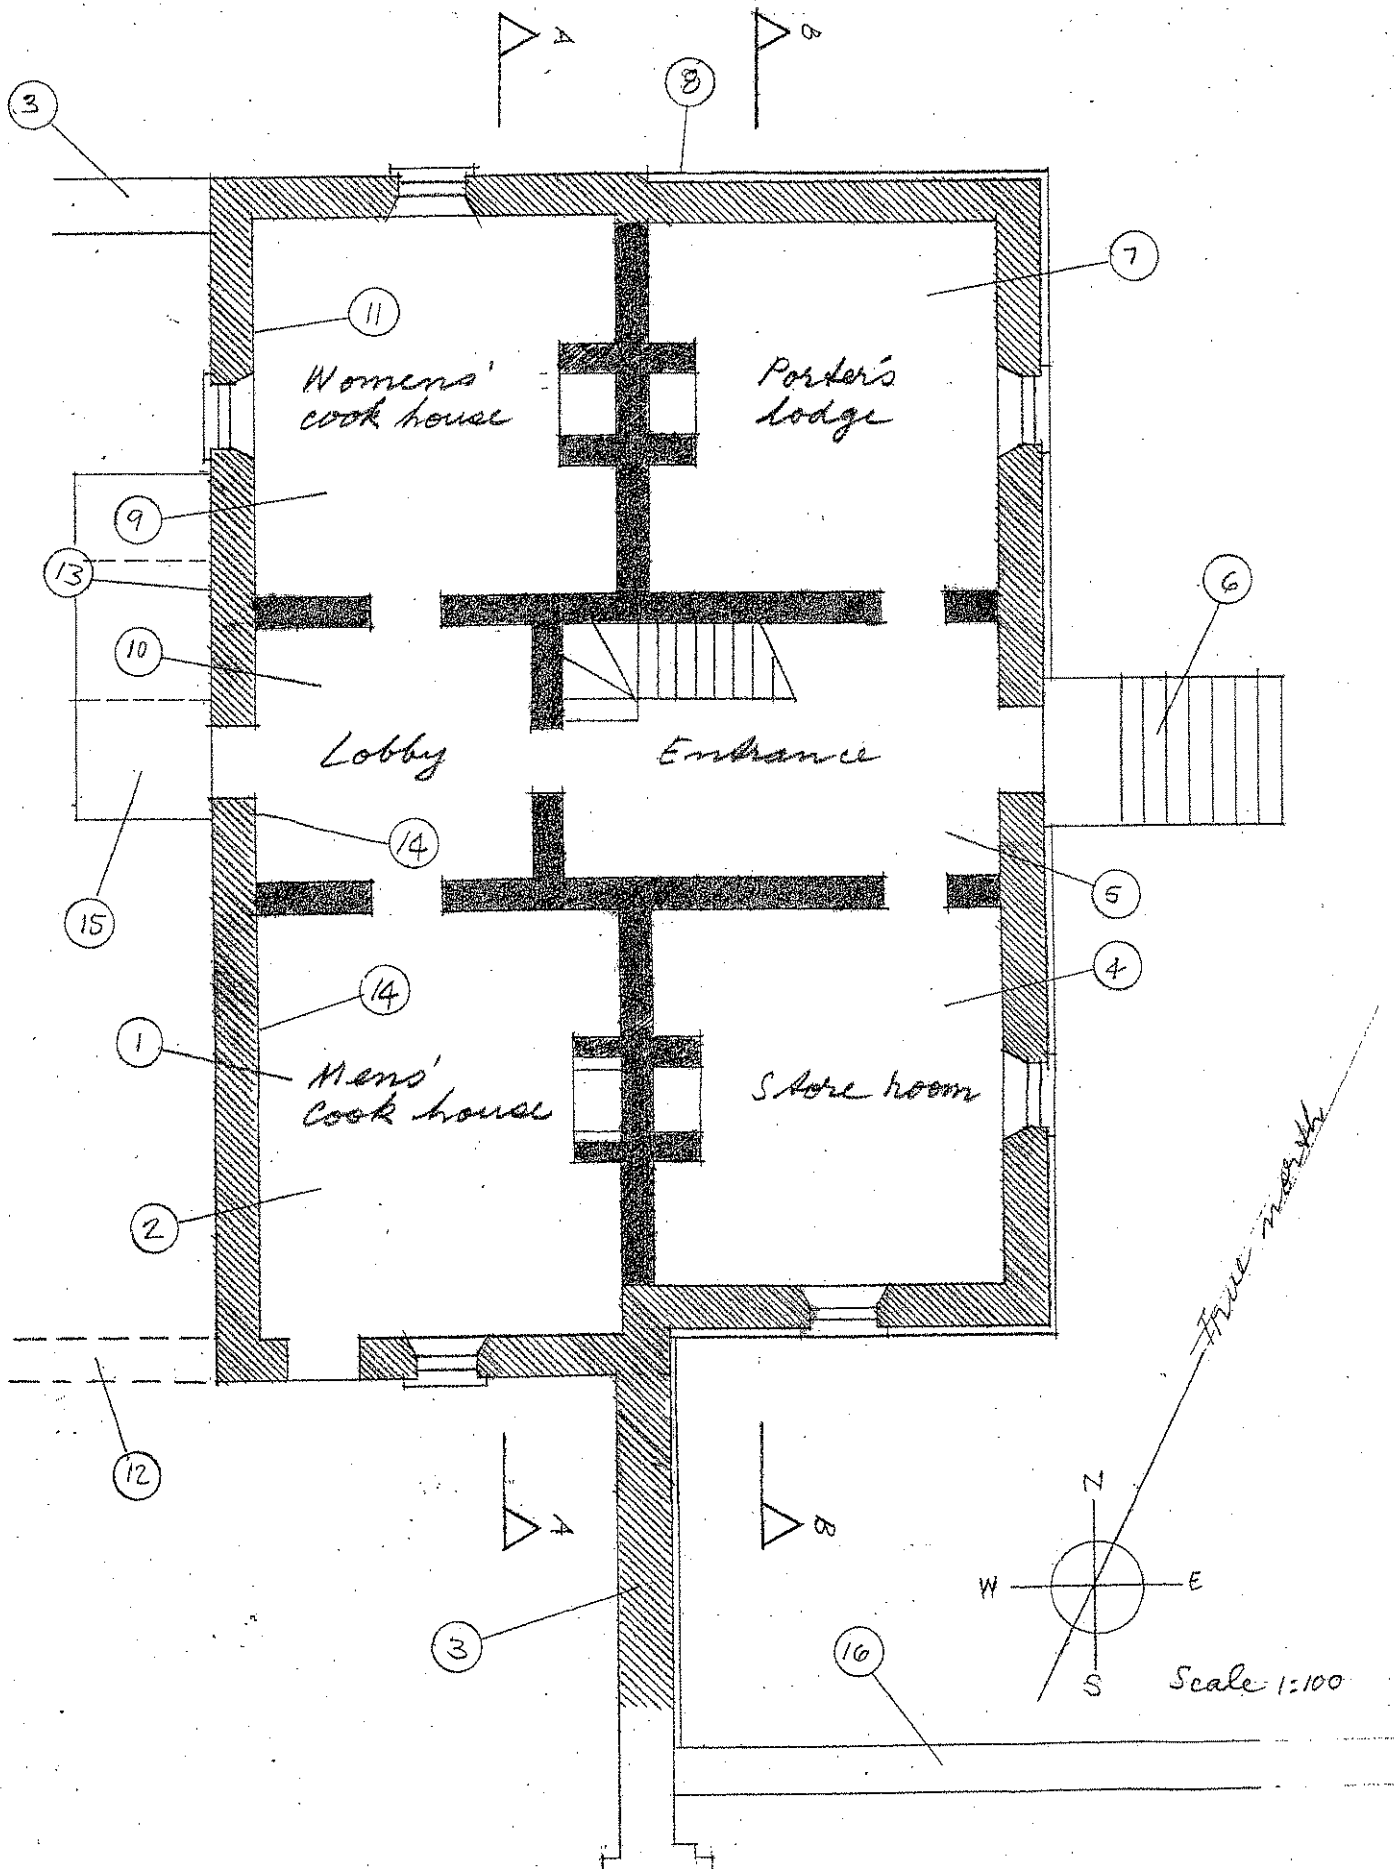 A
B
8
3
7
11
Womens'
cook house
Porter's
lodge
9
13
6
10
Lobby
Entrance
14
5
15
4
14
1
Mens'
Cook house
Store room
2
True north
12
A
B
N
W
E
S
3
16
Scale 1:100